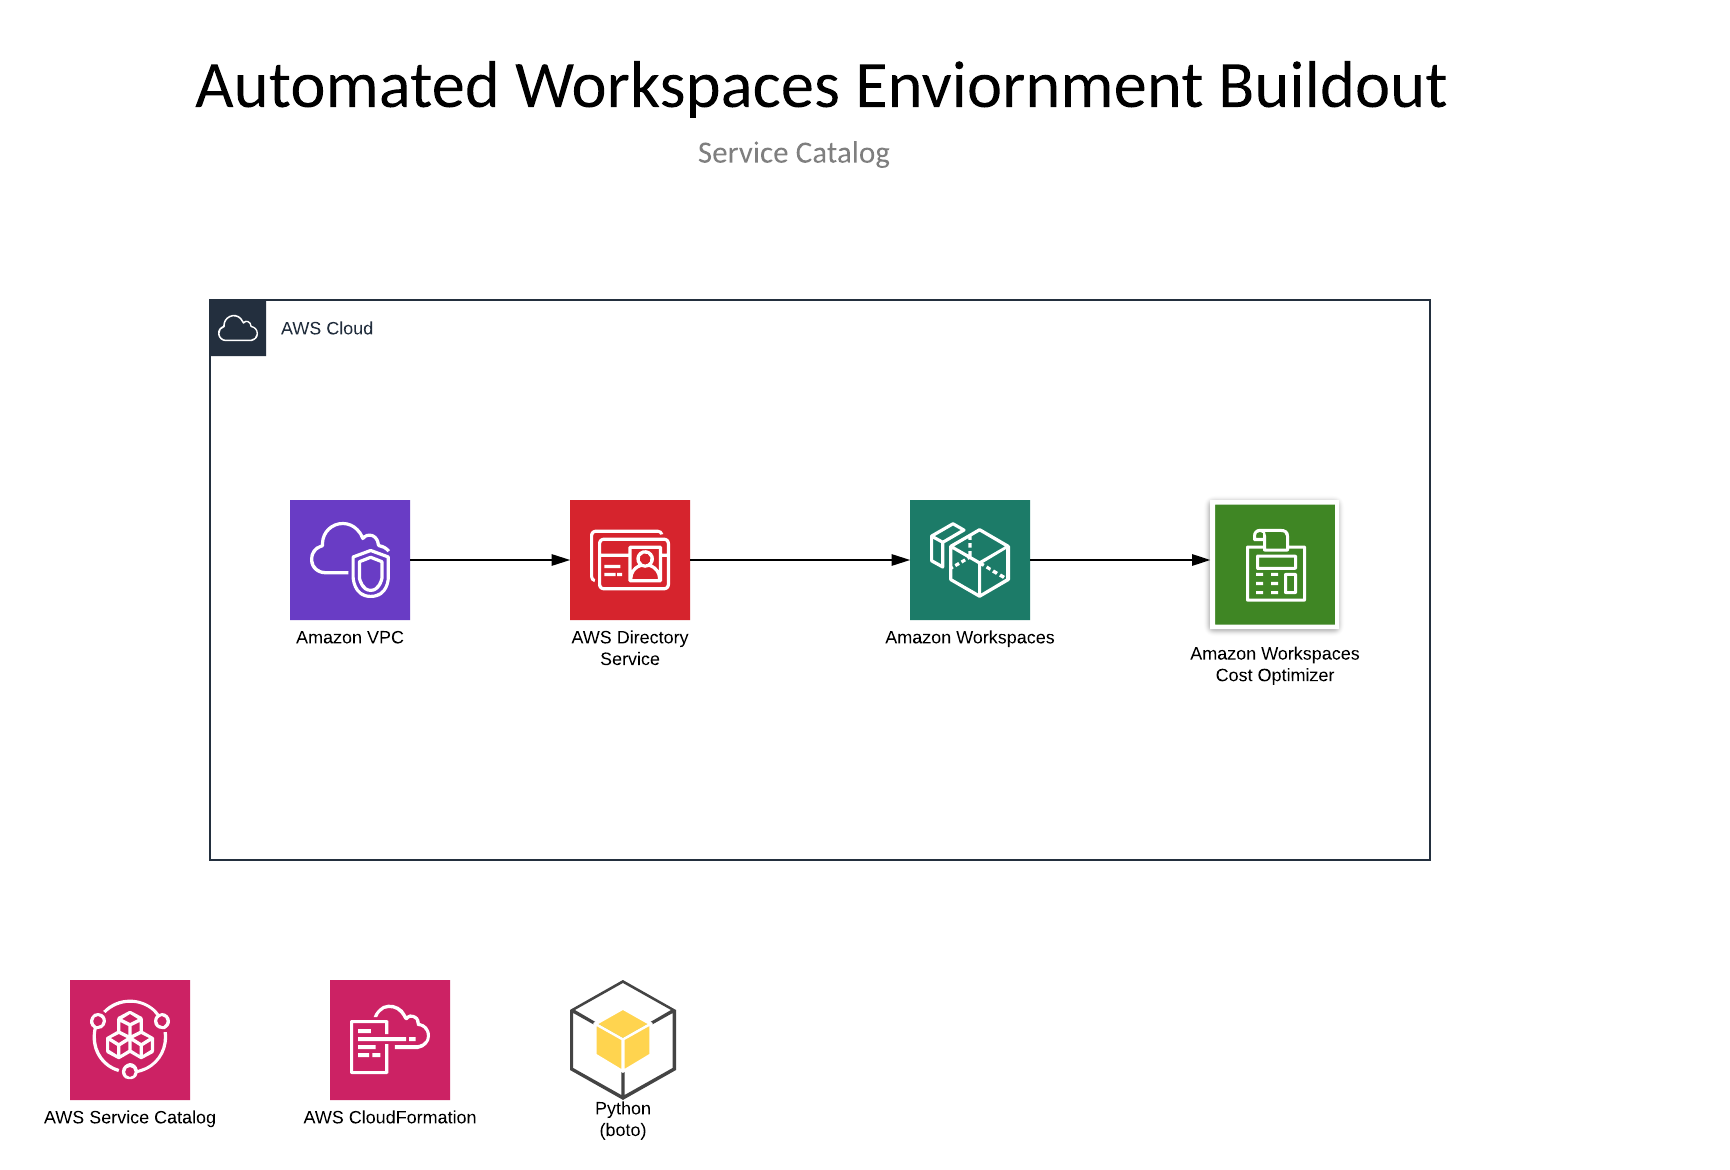 Automated Workspaces Enviornment Buildout
Service Catalog
AWS Cloud
Amazon VPC
AWS Directory
Service
Amazon Workspaces
Amazon Workspaces
Cost Optimizer
AWS Service Catalog
AWS CloudFormation
Python
(boto)